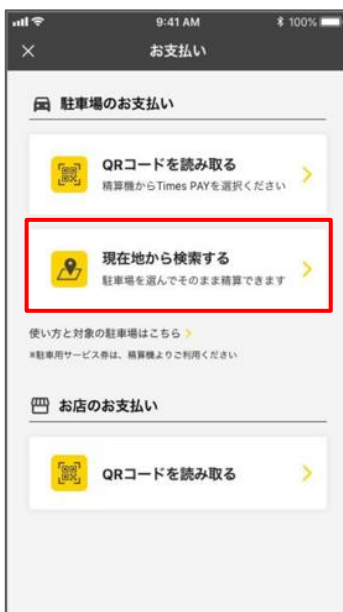 9:41 AM 100%
お支払い
駐車場のお支払い
QRコードを読み取る
精算機からTimes PAYを選択ください
現在地から検索する
駐車場を選んでそのまま精算できます
使い方と対象の駐車場はこちら
※駐車用サービス券は、精算機よりご利用ください
お店のお支払い
QRコードを読み取る